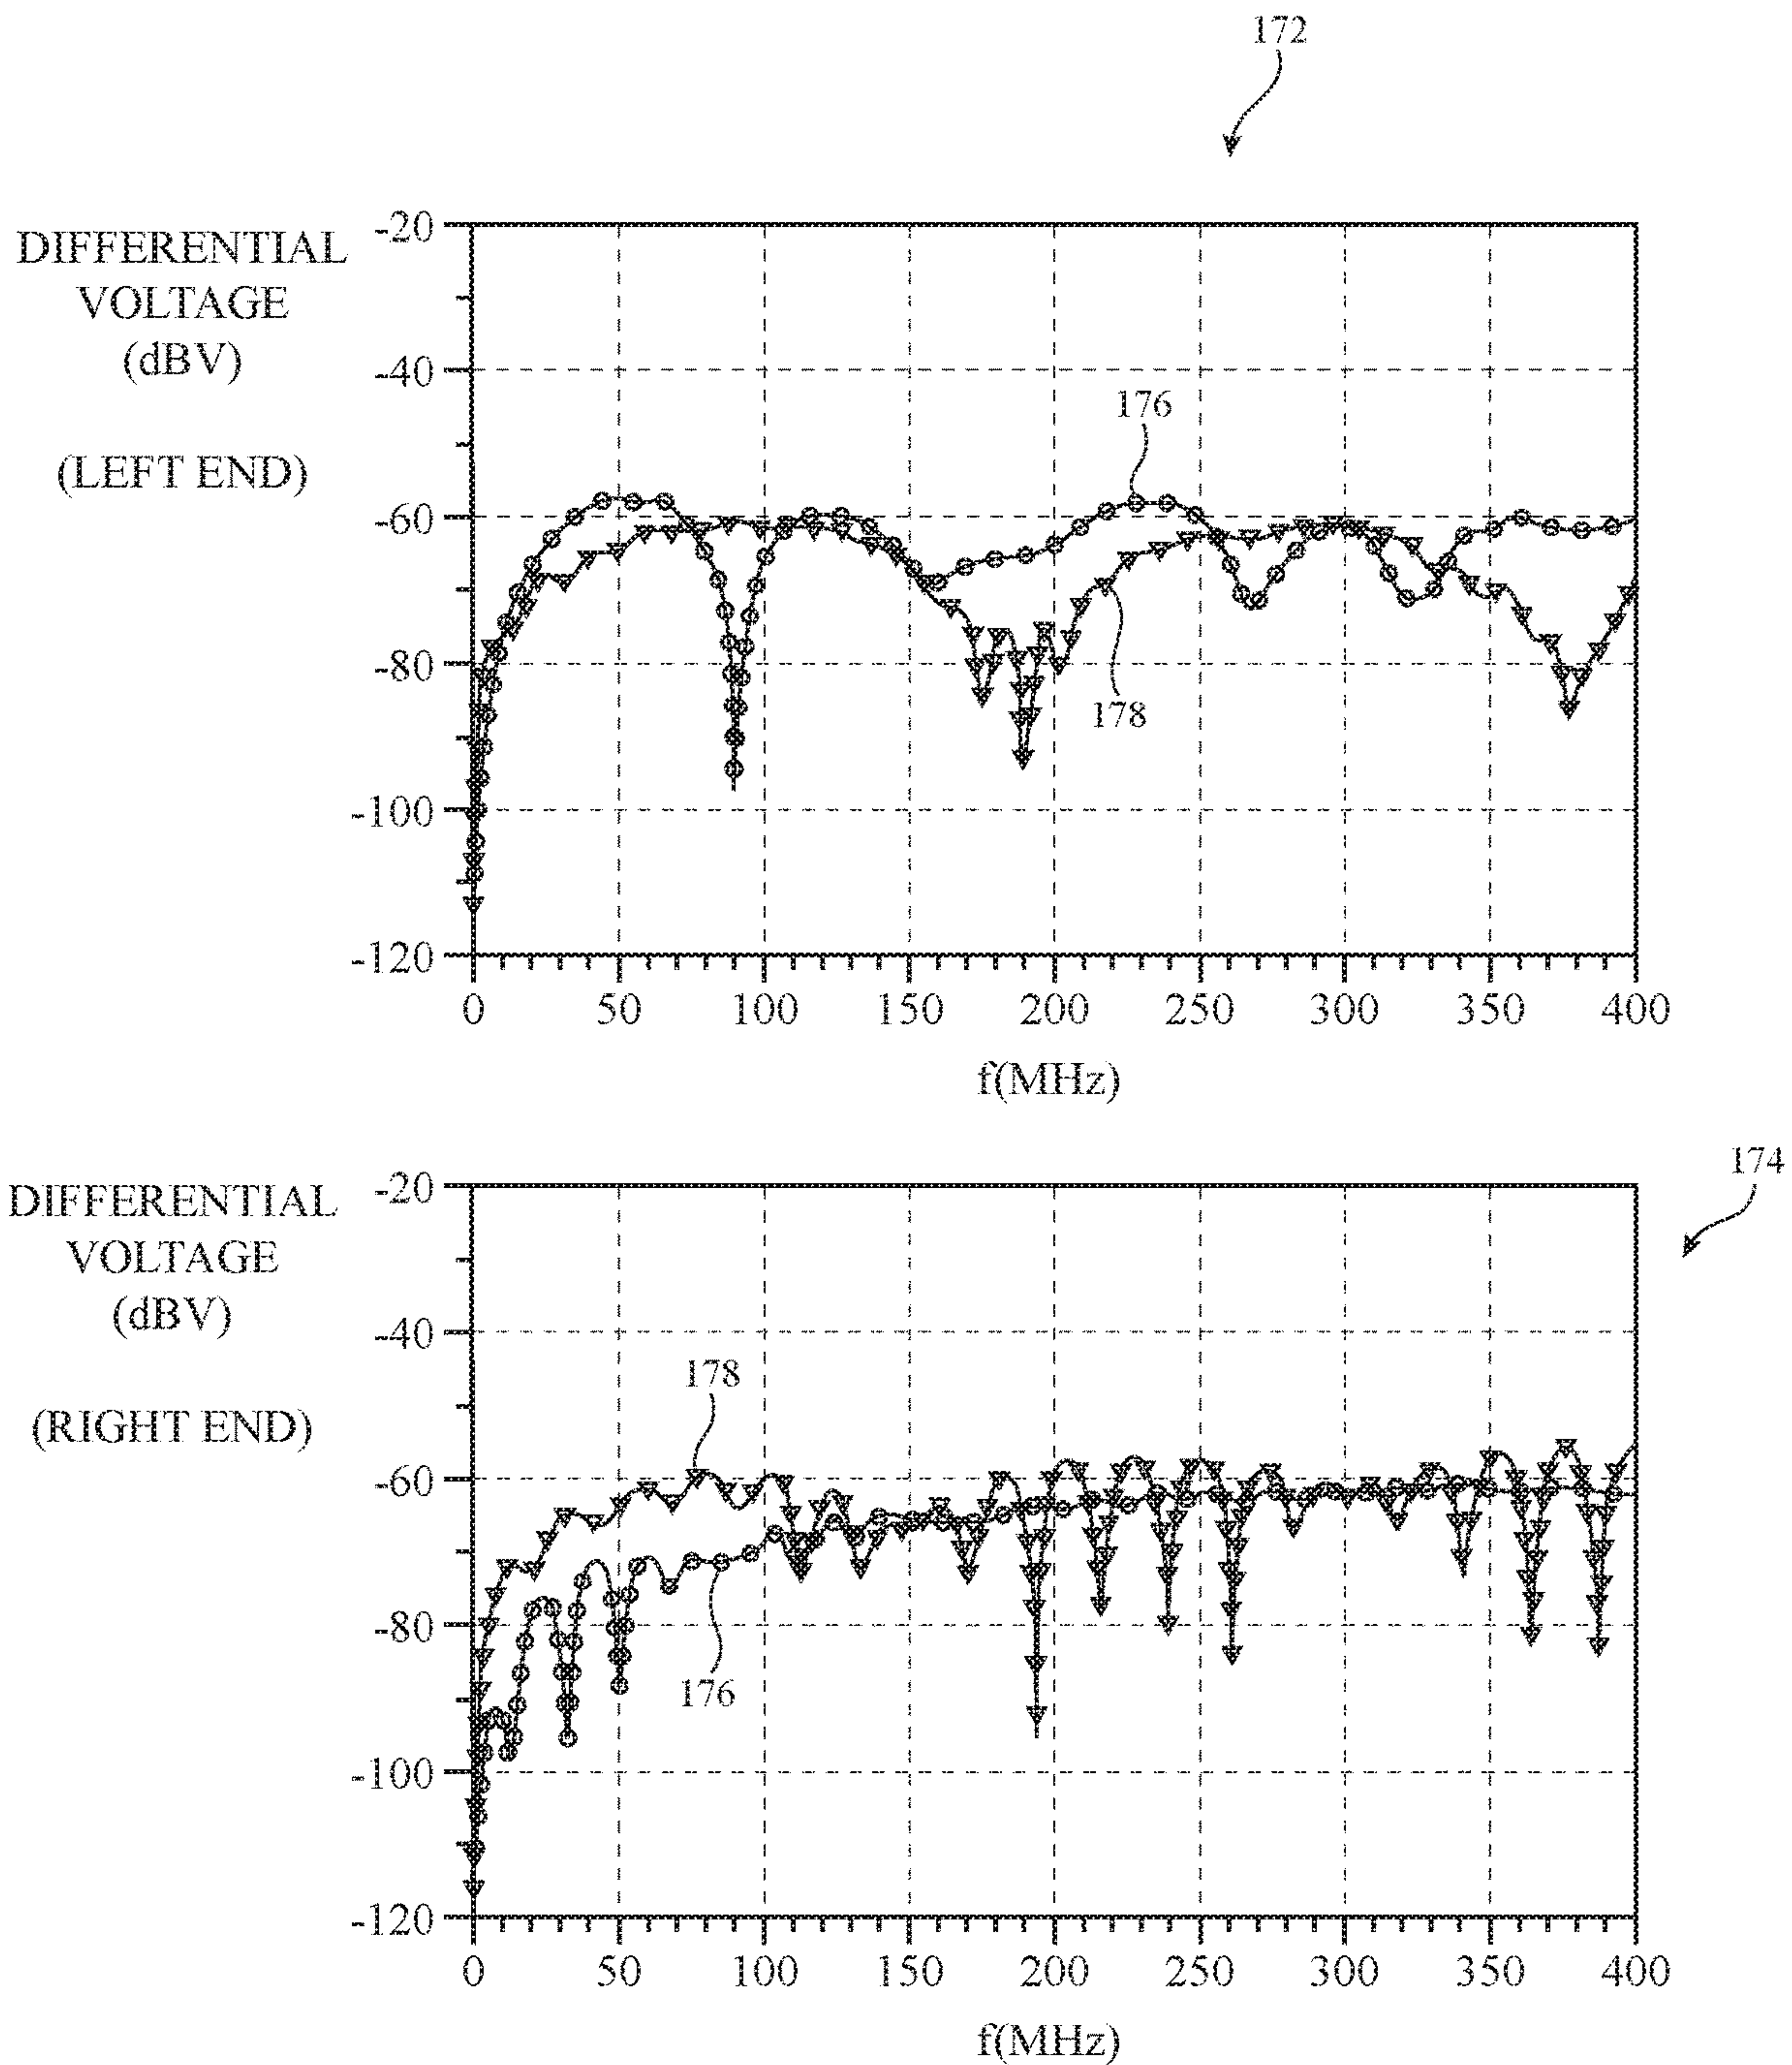 172
DIFFERENTIAL
VOLTAGE
(dBV)
(LEFT END)
-20
-40
-60
-80
-100
-120
176
178
0 50 100 150 200 250 300 350 400
f(MHz)
174
DIFFERENTIAL
VOLTAGE
(dBV)
(RIGHT END)
-20
-40
-60
-80
-100
-120
178
176
0 50 100 150 200 250 300 350 400
f(MHz)